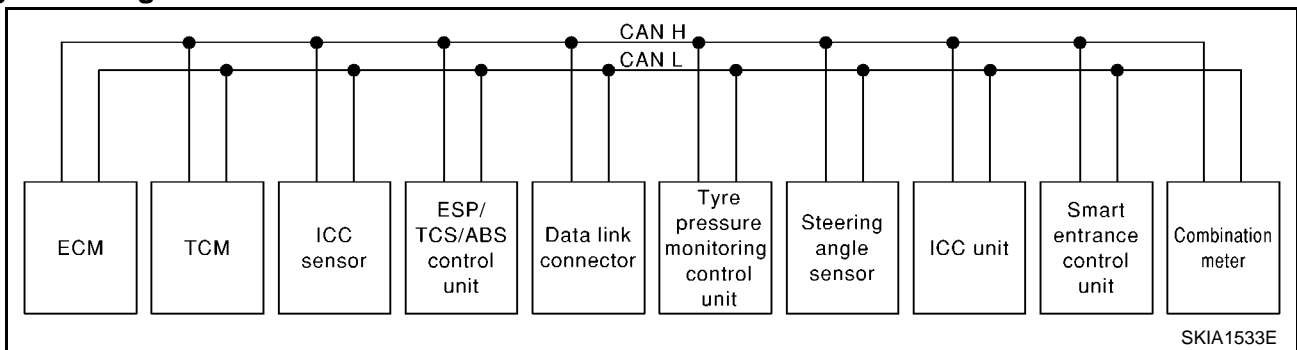 CAN H
CAN L
ECM
TCM
ICC
sensor
ESP/
TCS/ABS
control
unit
Data link
connector
Tyre
pressure
monitoring
control
unit
Steering
angle
sensor
ICC unit
Smart
entrance
control
unit
Combination
meter
SKIA1533E